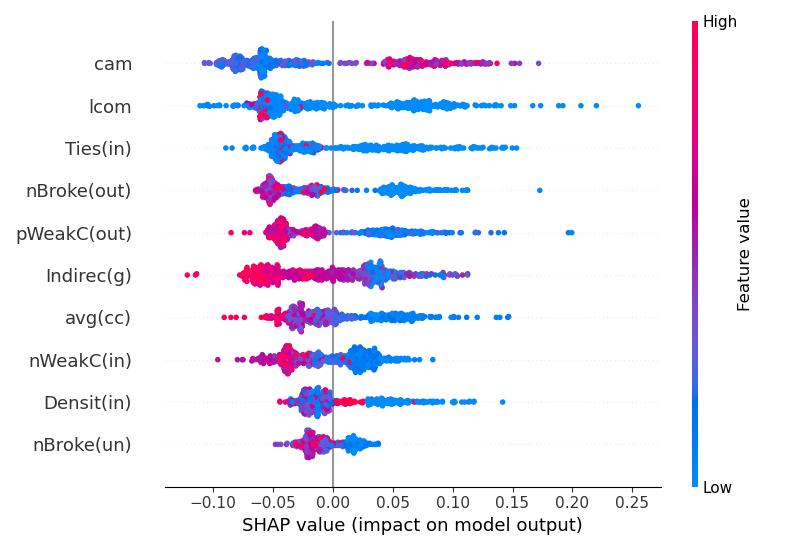 High
cam
lcom
Ties(in)
nBroke(out)
pWeakC(out)
Indirec(g)
avg(cc)
nWeakC(in)
Densit(in)
nBroke(un)
Feature value
Low
−0.10 −0.05 0.00 0.05 0.10 0.15 0.20 0.25
SHAP value (impact on model output)